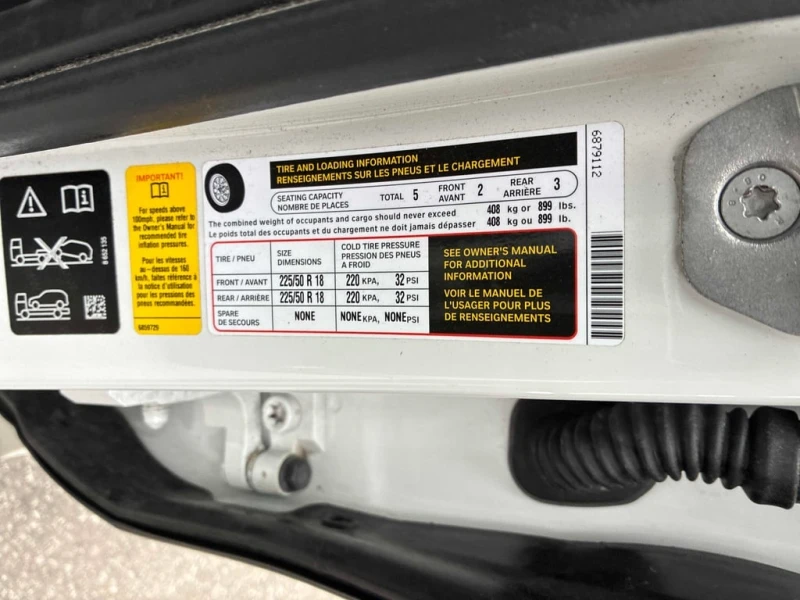 8 652 135
IMPORTANT!
For speeds above
100mph, please refer to
the Owner's Manual for
recommended tire
inflation pressures.
Pour les vitesses
au-dessus de 160
km/h, faites référence à
la notice d'utilisation
pour les pressions de
pneus recommandées.
6859729
TIRE AND LOADING INFORMATION
RENSEIGNEMENTS SUR LES PNEUS ET LE CHARGEMENT
SEATING CAPACITY
NOMBRE DE PLACES
TOTAL 5
FRONT
AVANT 2
REAR
ARRIÈRE 3
The combined weight of occupants and cargo should never exceed 408 kg or 899 lbs.
Le poids total des occupants et du chargement ne doit jamais dépasser 408 kg ou 899 lb.
TIRE / PNEU
SIZE
DIMENSIONS
COLD TIRE PRESSURE
PRESSION DES PNEUS
A FROID
FRONT / AVANT 225/50 R 18 220 KPA, 32 PSI
REAR / ARRIÈRE 225/50 R 18 220 KPA, 32 PSI
SPARE
DE SECOURS
NONE NONE KPA, NONE PSI
SEE OWNER'S MANUAL
FOR ADDITIONAL
INFORMATION
VOIR LE MANUEL DE
L'USAGER POUR PLUS
DE RENSEIGNEMENTS
6879112